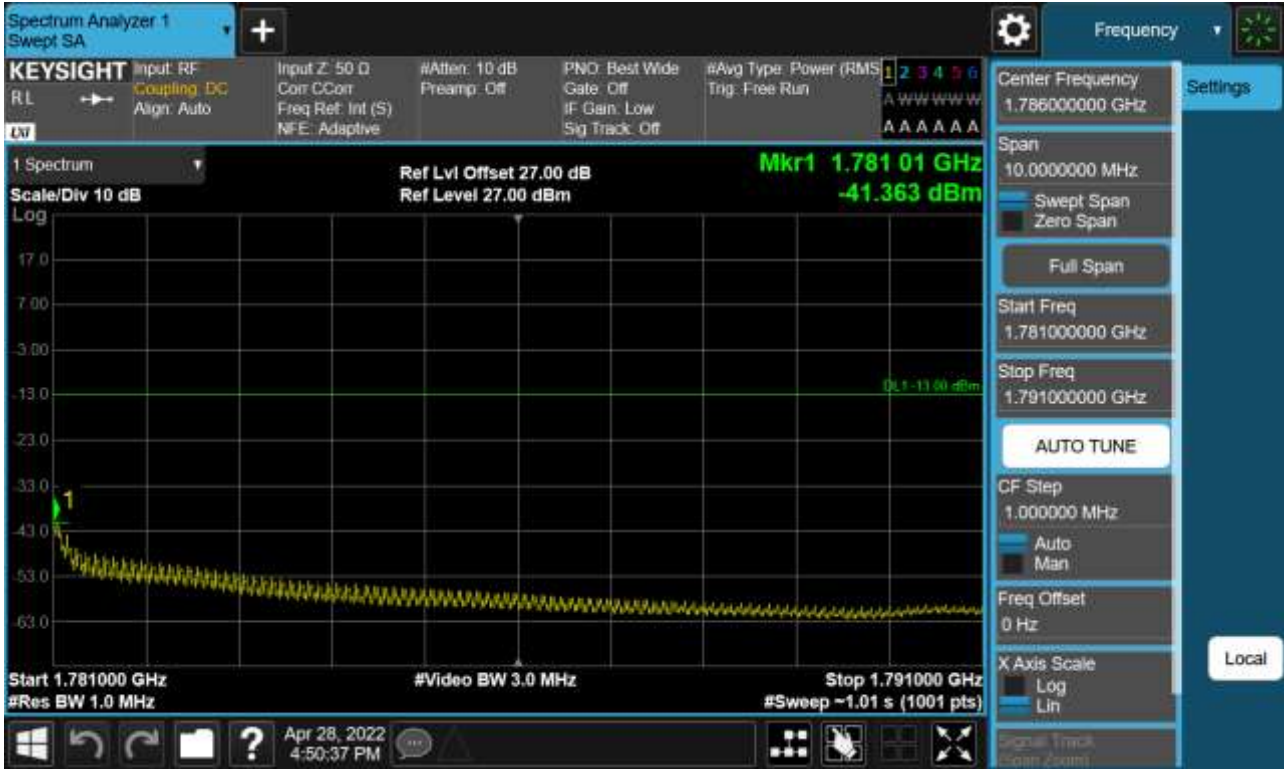 Spectrum Analyzer 1
Swept SA
+
Frequency
KEYSIGHT
RL
LXI
Input: RF
Coupling: DC
Align: Auto
Input Z: 50 Ω
Corr CCorr
Freq Ref: Int (S)
NFE: Adaptive
#Atten: 10 dB
Preamp: Off
PNO: Best Wide
Gate: Off
IF Gain: Low
Sig Track: Off
#Avg Type: Power (RMS
Trig: Free Run
1 2 3 4 5 6
A W W W W W
A A A A A A
1 Spectrum
Scale/Div 10 dB
Log
Ref Lvl Offset 27.00 dB
Ref Level 27.00 dBm
Mkr1 1.781 01 GHz
-41.363 dBm
17.0
7.00
-3.00
-13.0
DL1 -13.00 dBm
-23.0
-33.0
1
-43.0
-53.0
-63.0
Start 1.781000 GHz
#Res BW 1.0 MHz
#Video BW 3.0 MHz
Stop 1.791000 GHz
#Sweep ~1.01 s (1001 pts)
Center Frequency
1.786000000 GHz
Span
10.0000000 MHz
Swept Span
Zero Span
Full Span
Start Freq
1.781000000 GHz
Stop Freq
1.791000000 GHz
AUTO TUNE
CF Step
1.000000 MHz
Auto
Man
Freq Offset
0 Hz
X Axis Scale
Log
Lin
Signal Track
(Span Zoom)
Settings
Local
?
Apr 28, 2022
4:50:37 PM